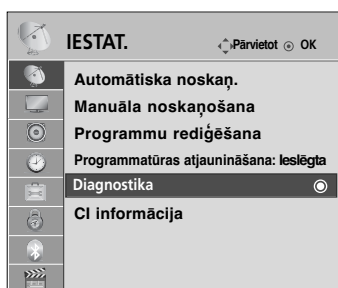 IESTAT. Pārvietot OK
Automātiska noskaņ.
Manuāla noskaņošana
Programmu rediģēšana
Programmatūras atjaunināšana: Ieslēgta
Diagnostika
CI informācija